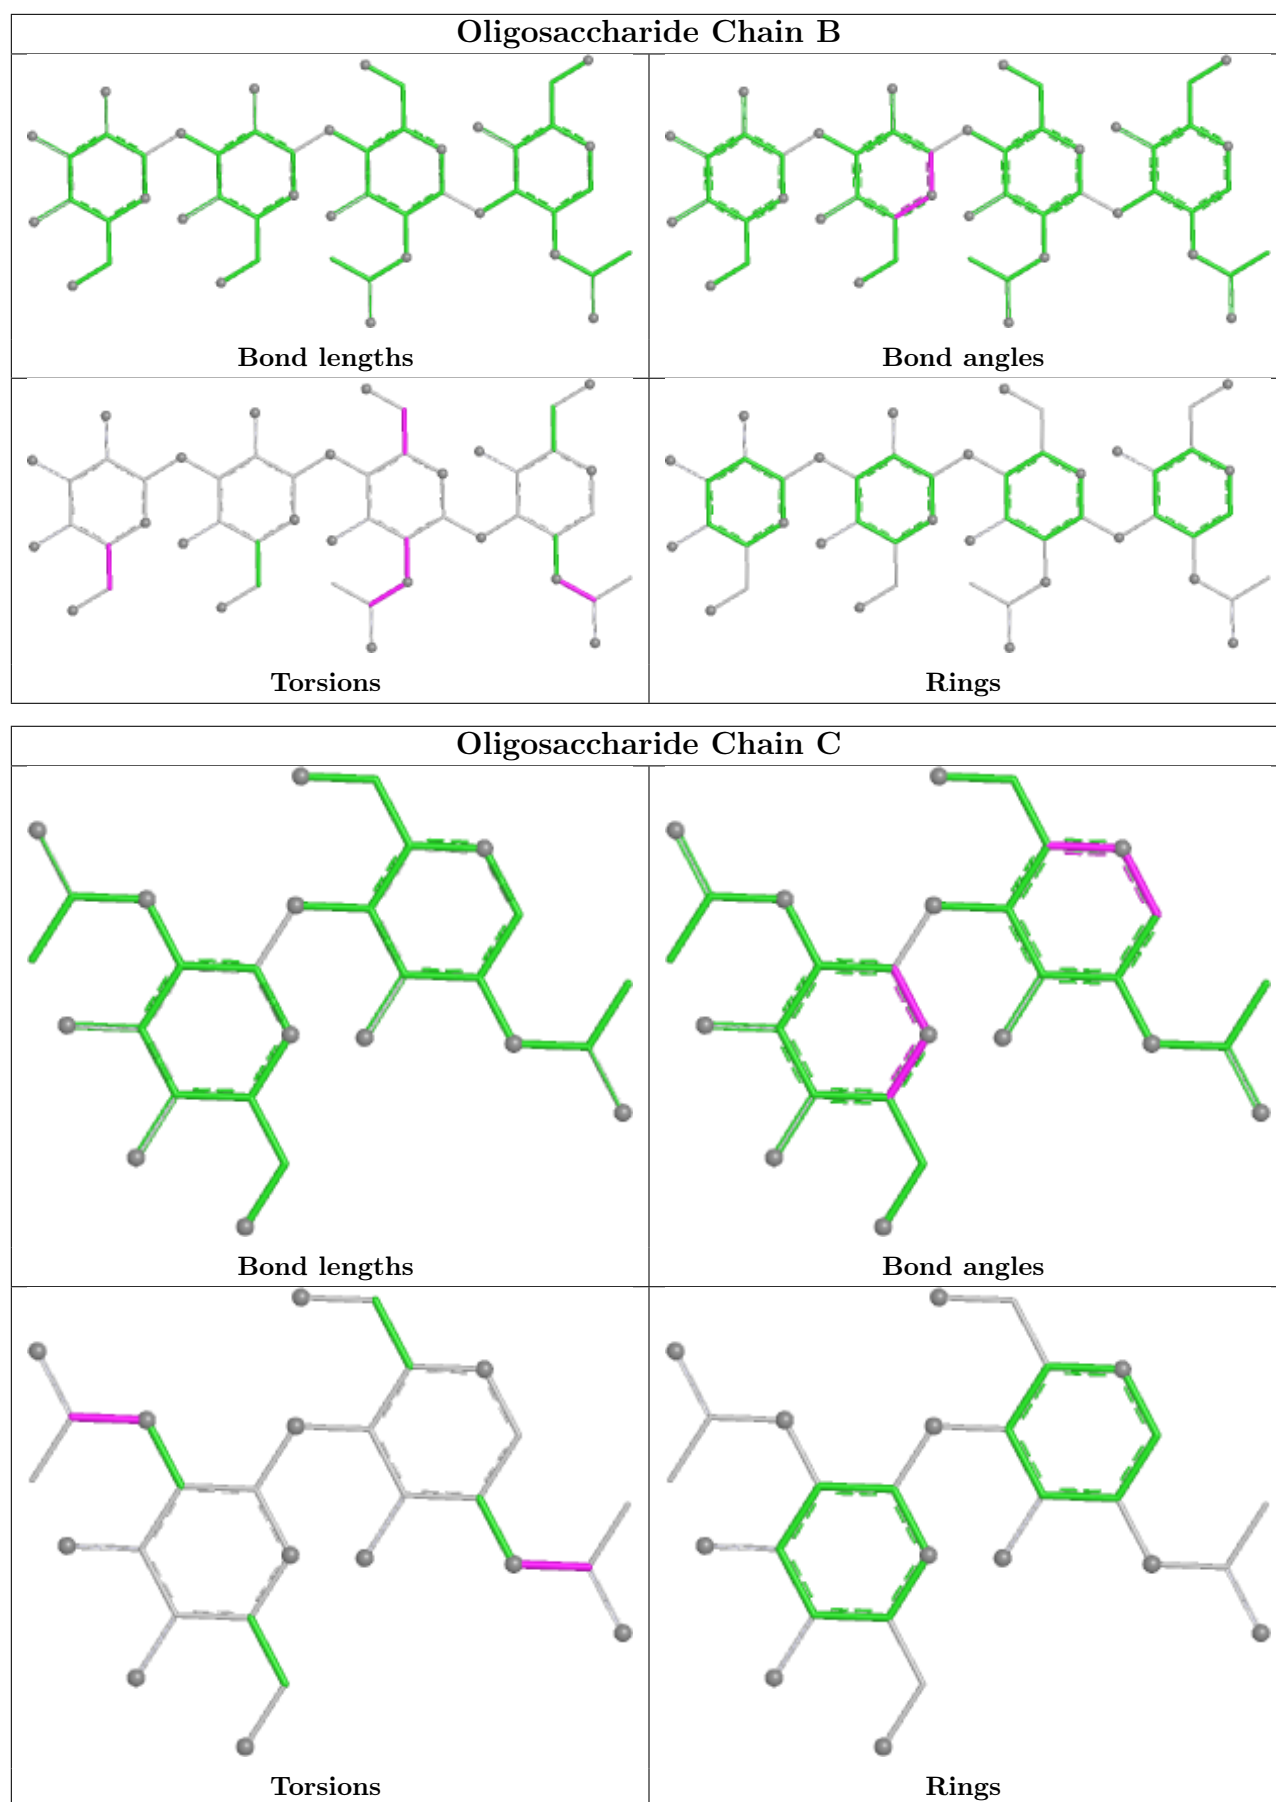 Oligosaccharide Chain B
Bond lengths
Bond angles
Torsions
Rings
Oligosaccharide Chain C
Bond lengths
Bond angles
Torsions
Rings